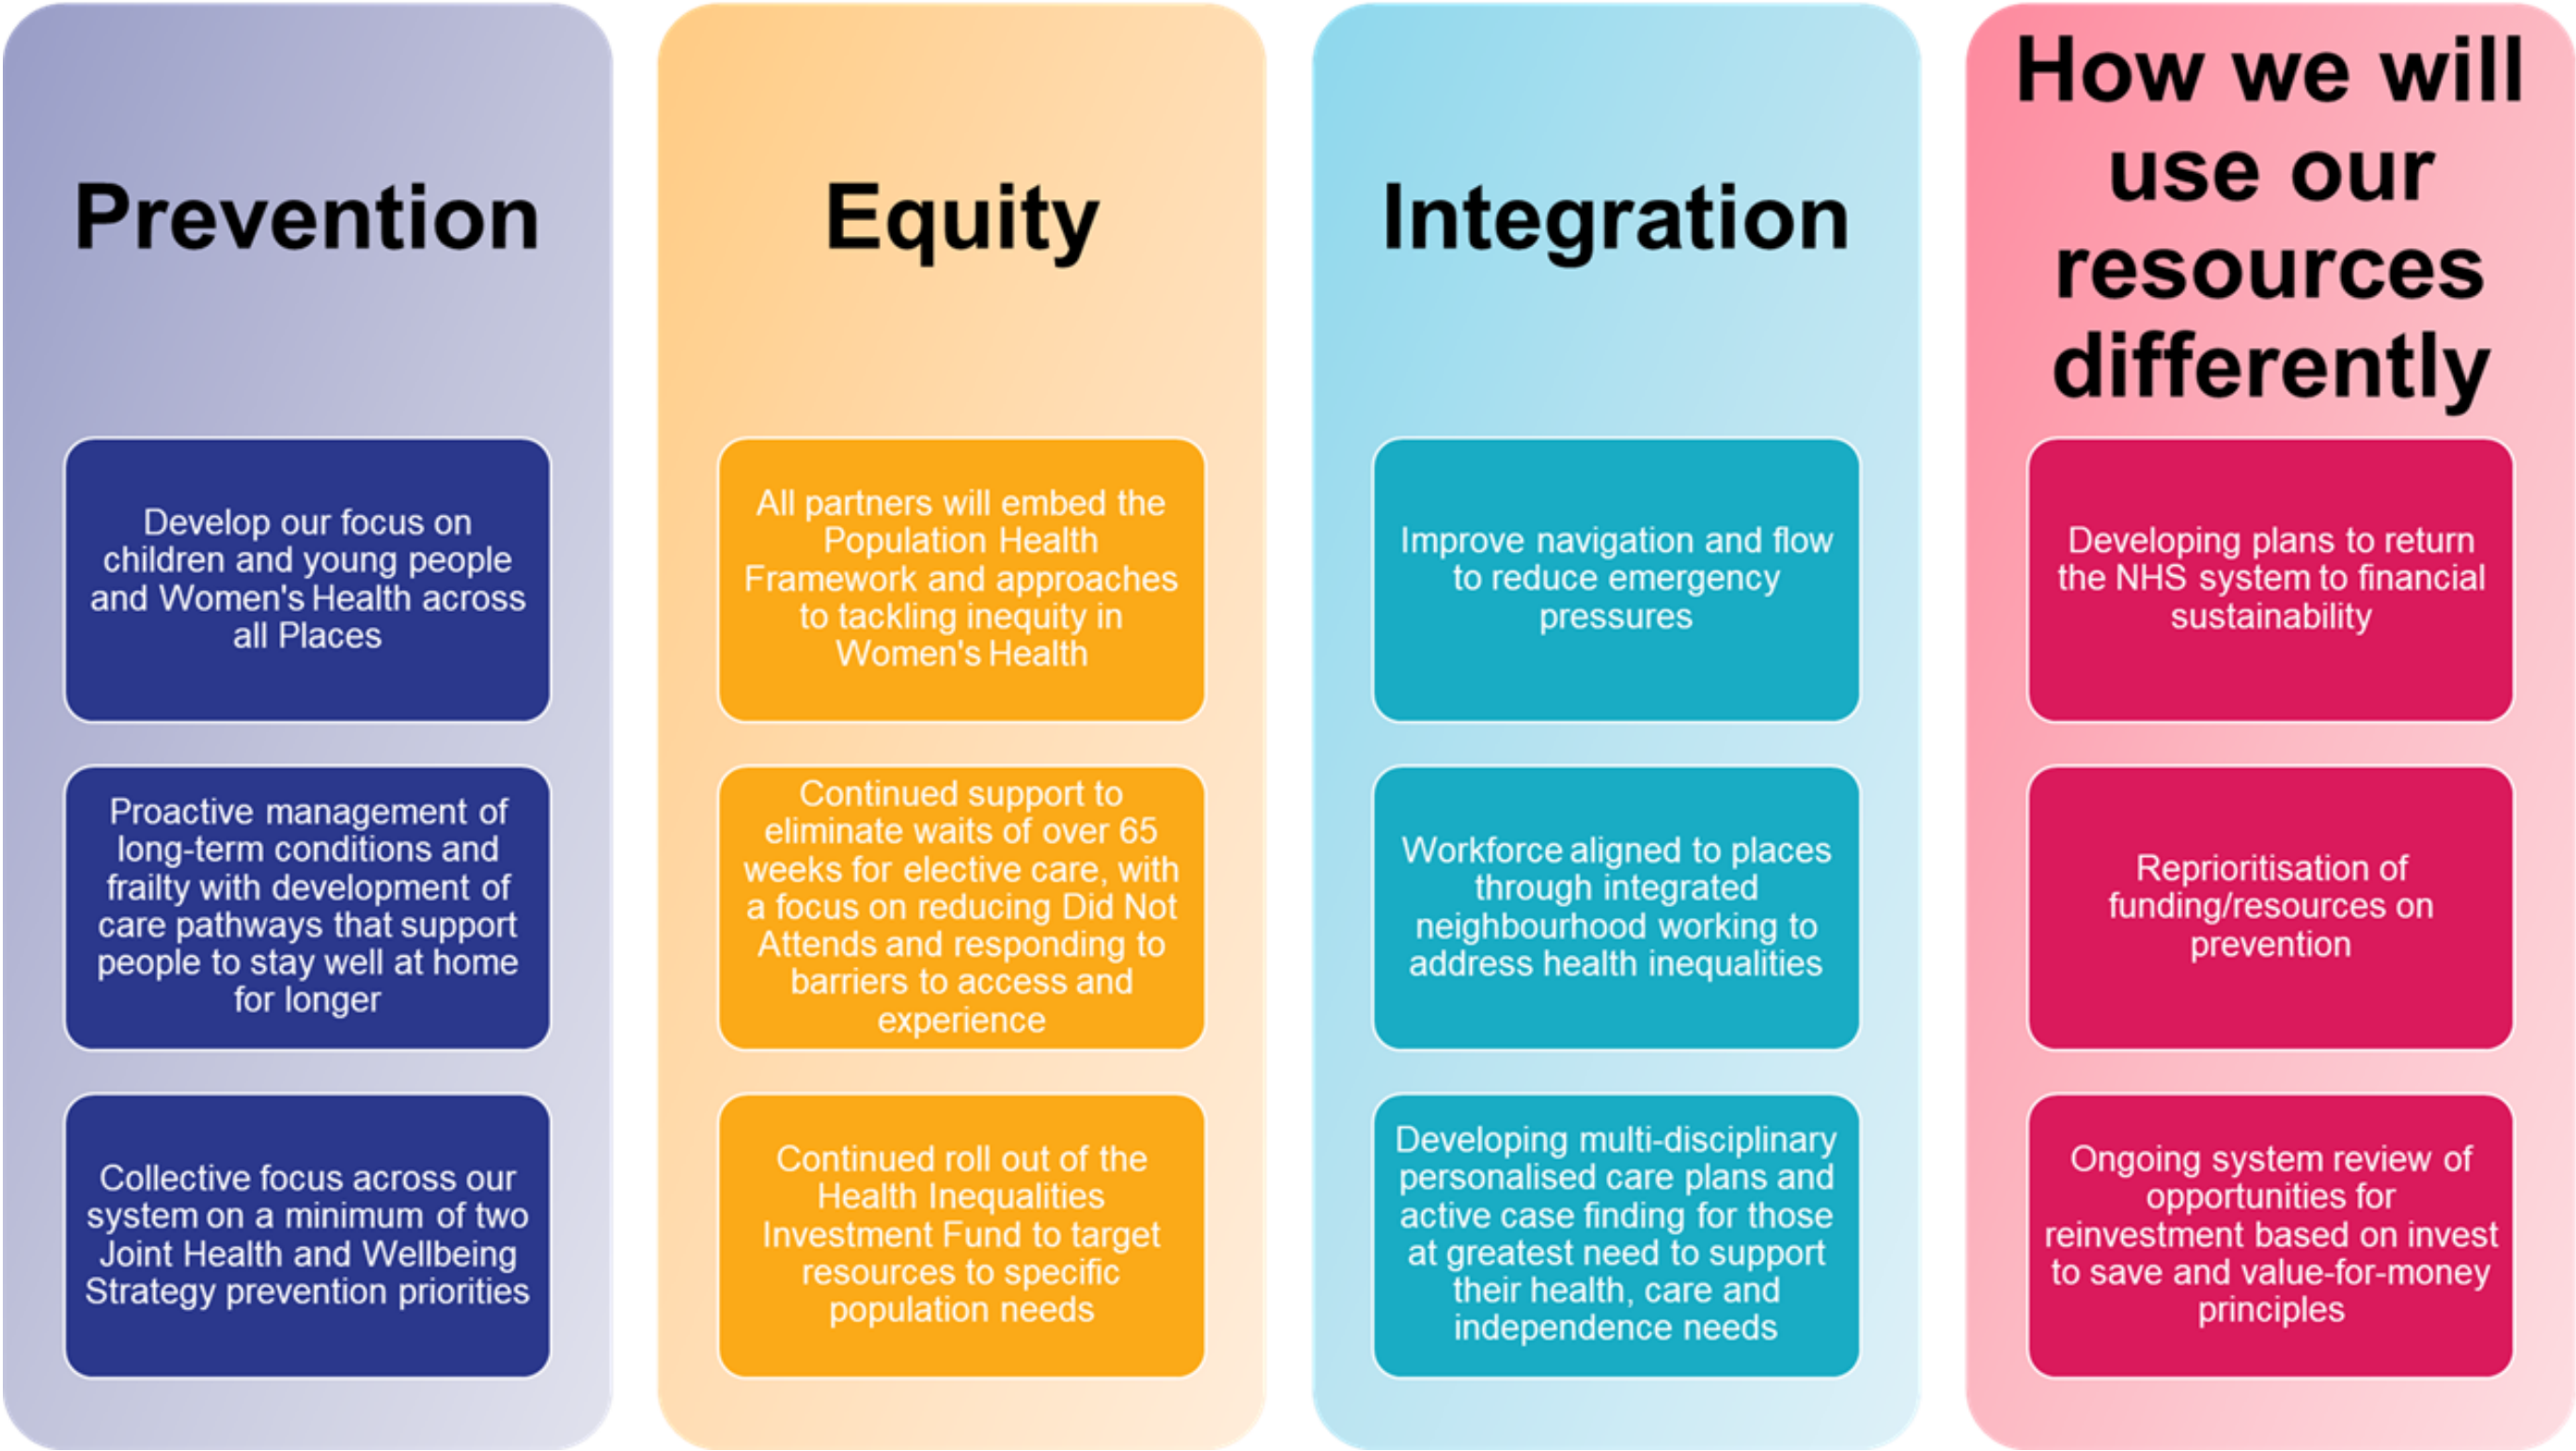 Prevention
Develop our focus on
children and young people
and Women's Health across
all Places
Proactive management of
long-term conditions and
frailty with development of
care pathways that support
people to stay well at home
for longer
Collective focus across our
system on a minimum of two
Joint Health and Wellbeing
Strategy prevention priorities
Equity
All partners will embed the
Population Health
Framework and approaches
to tackling inequity in
Women's Health
Continued support to
eliminate waits of over 65
weeks for elective care, with
a focus on reducing Did Not
Attends and responding to
barriers to access and
experience
Continued roll out of the
Health Inequalities
Investment Fund to target
resources to specific
population needs
Integration
Improve navigation and flow
to reduce emergency
pressures
Workforce aligned to places
through integrated
neighbourhood working to
address health inequalities
Developing multi-disciplinary
personalised care plans and
active case finding for those
at greatest need to support
their health, care and
independence needs
How we will
use our
resources
differently
Developing plans to return
the NHS system to financial
sustainability
Reprioritisation of
funding/resources on
prevention
Ongoing system review of
opportunities for
reinvestment based on invest
to save and value-for-money
principles